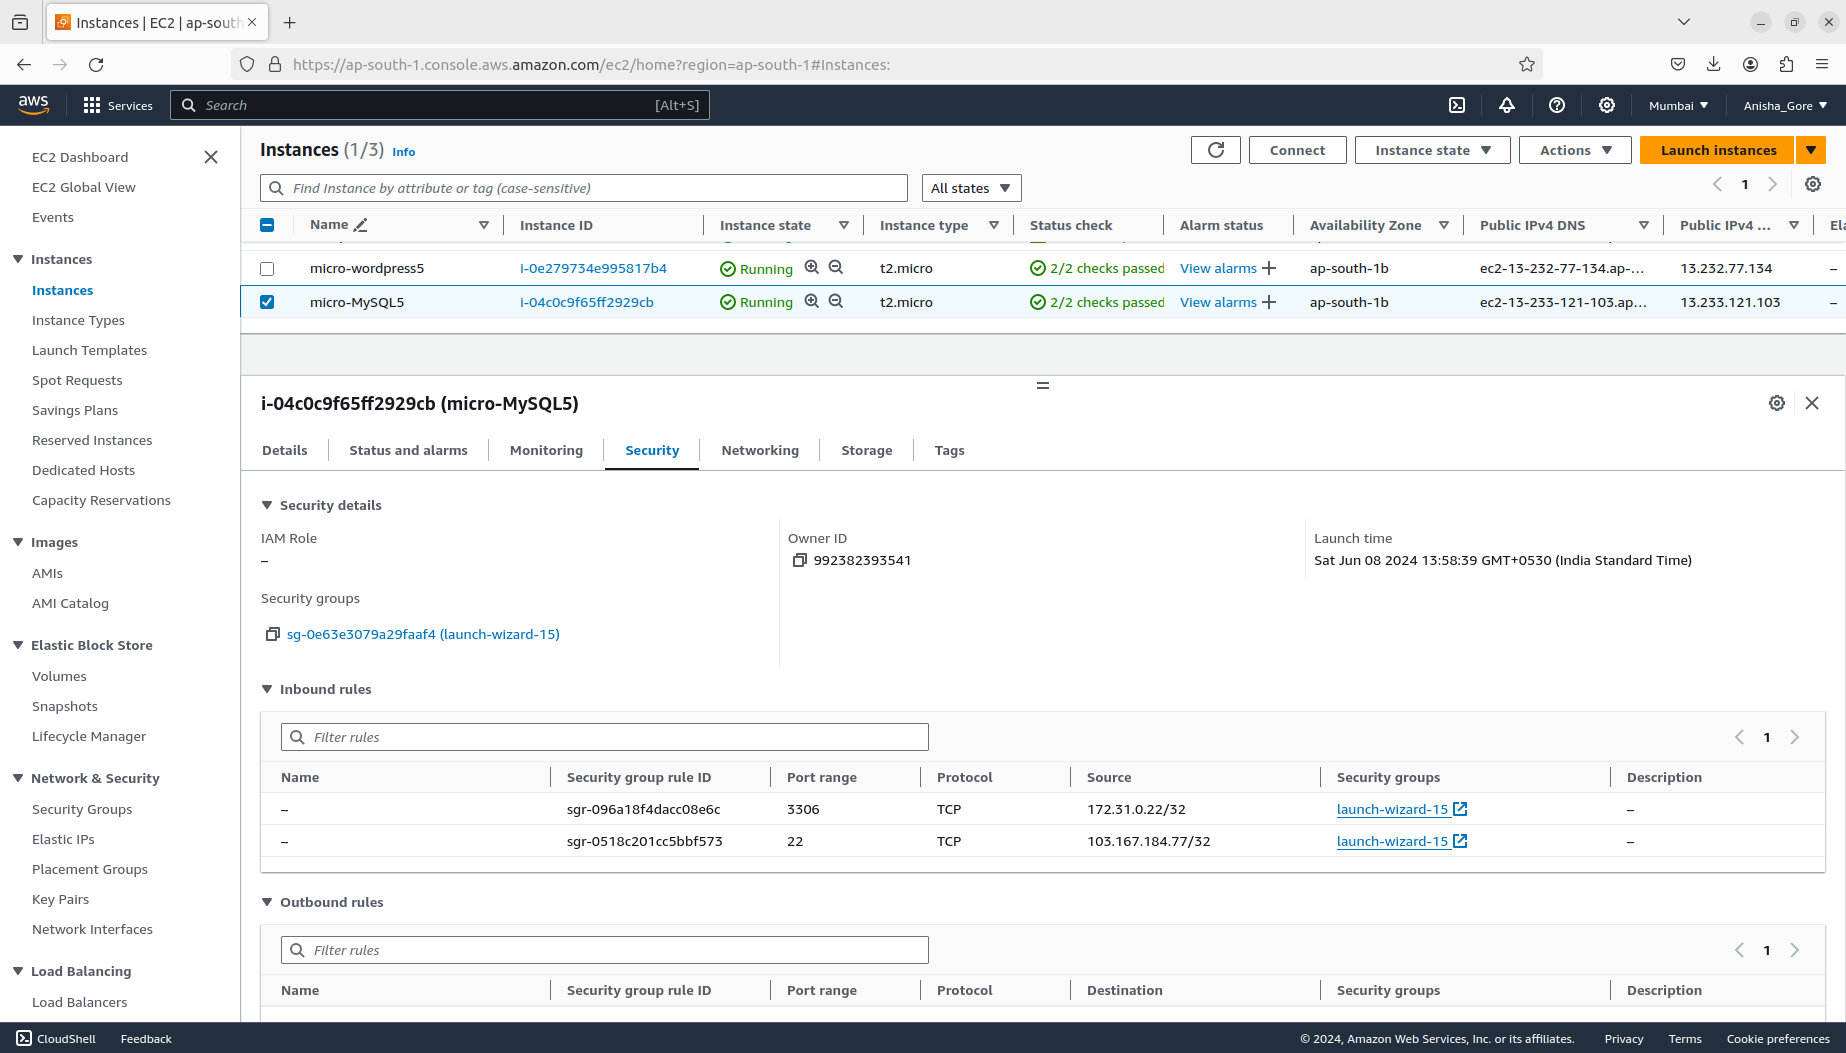 Instances | EC2 | ap-south
https://ap-south-1.console.aws.amazon.com/ec2/home?region=ap-south-1#Instances:
aws Services Search [Alt+S] Mumbai Anisha_Gore
EC2 Dashboard
EC2 Global View
Events
Instances
Instances
Instance Types
Launch Templates
Spot Requests
Savings Plans
Reserved Instances
Dedicated Hosts
Capacity Reservations
Images
AMIs
AMI Catalog
Elastic Block Store
Volumes
Snapshots
Lifecycle Manager
Network & Security
Security Groups
Elastic IPs
Placement Groups
Key Pairs
Network Interfaces
Load Balancing
Load Balancers
Instances (1/3) Info Connect Instance state Actions Launch instances
Find Instance by attribute or tag (case-sensitive) All states 1
Name Instance ID Instance state Instance type Status check Alarm status Availability Zone Public IPv4 DNS Public IPv4 ... Ela
micro-wordpress5 i-0e279734e995817b4 Running t2.micro 2/2 checks passed View alarms + ap-south-1b ec2-13-232-77-134.ap-... 13.232.77.134 –
micro-MySQL5 i-04c0c9f65ff2929cb Running t2.micro 2/2 checks passed View alarms + ap-south-1b ec2-13-233-121-103.ap... 13.233.121.103 –
i-04c0c9f65ff2929cb (micro-MySQL5)
Details Status and alarms Monitoring Security Networking Storage Tags
Security details
IAM Role Owner ID Launch time
– 992382393541 Sat Jun 08 2024 13:58:39 GMT+0530 (India Standard Time)
Security groups
sg-0e63e3079a29faaf4 (launch-wizard-15)
Inbound rules
Filter rules 1
Name Security group rule ID Port range Protocol Source Security groups Description
– sgr-096a18f4dacc08e6c 3306 TCP 172.31.0.22/32 launch-wizard-15 –
– sgr-0518c201cc5bbf573 22 TCP 103.167.184.77/32 launch-wizard-15 –
Outbound rules
Filter rules 1
Name Security group rule ID Port range Protocol Destination Security groups Description
CloudShell Feedback © 2024, Amazon Web Services, Inc. or its affiliates. Privacy Terms Cookie preferences